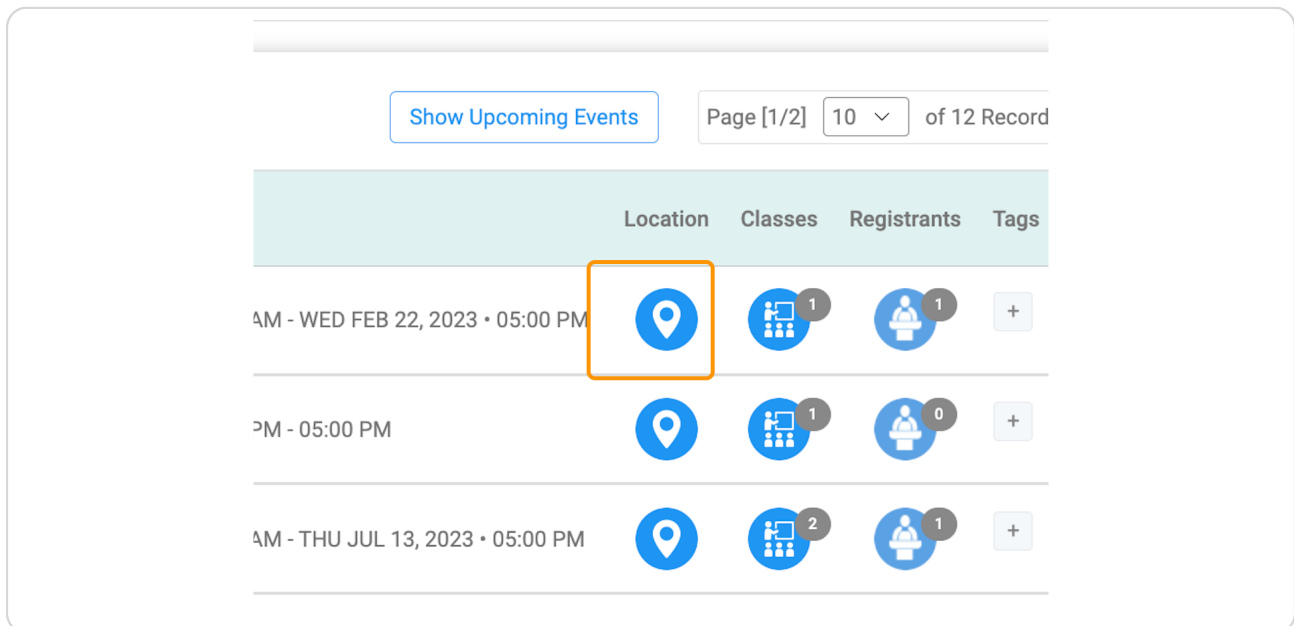 Show Upcoming Events Page [1/2] 10 of 12 Record
Location Classes Registrants Tags
AM - WED FEB 22, 2023 • 05:00 PM 1 1 +
PM - 05:00 PM 1 0 +
AM - THU JUL 13, 2023 • 05:00 PM 2 1 +